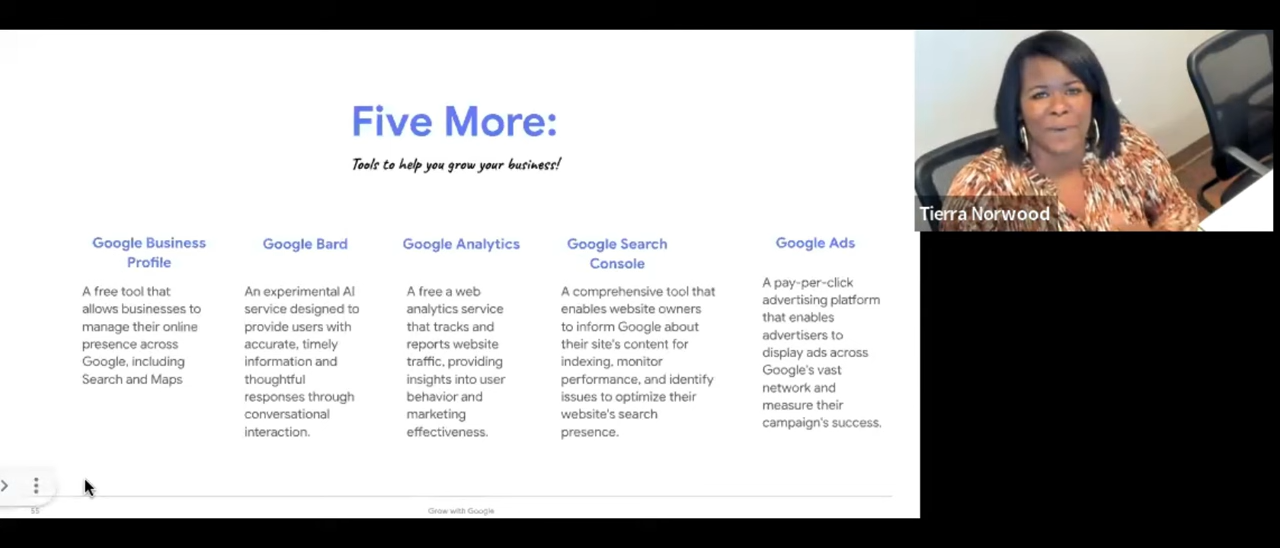 Five More:
Tools to help you grow your business!
Google Business
Profile
A free tool that
allows businesses to
manage their online
presence across
Google, including
Search and Maps
Google Bard
An experimental AI
service designed to
provide users with
accurate, timely
information and
thoughtful
responses through
conversational
interaction.
Google Analytics
A free a web
analytics service
that tracks and
reports website
traffic, providing
insights into user
behavior and
marketing
effectiveness.
Google Search
Console
A comprehensive tool that
enables website owners
to inform Google about
their site's content for
indexing, monitor
performance, and identify
issues to optimize their
website's search
presence.
Google Ads
A pay-per-click
advertising platform
that enables
advertisers to
display ads across
Google's vast
network and
measure their
campaign's success.
Tierra Norwood
55
Grow with Google